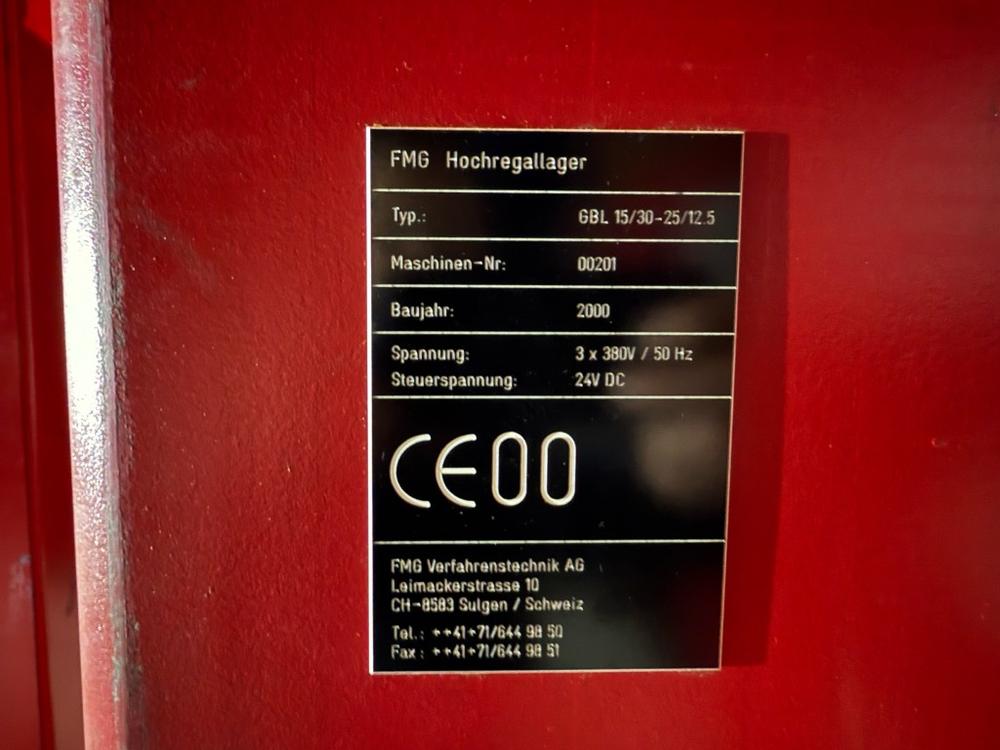 FMG Hochregallager
Typ.: GBL 15/30-25/12.5
Maschinen-Nr: 00201
Baujahr: 2000
Spannung: 3 x 380V / 50 Hz
Steuerspannung: 24V DC
CE 00
FMG Verfahrenstechnik AG
Leimackerstrasse 10
CH-8583 Sulgen / Schweiz
Tel.: ++41+71/644 98 50
Fax : ++41+71/644 98 51